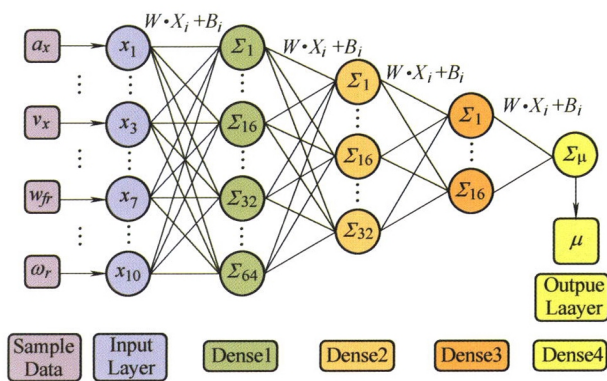 W•X_i+B_i
W•X_i+B_i
W•X_i+B_i
W•X_i+B_i
a_x
x_1
Σ_1
Σ_1
Σ_1
v_x
x_3
Σ_16
Σ_16
Σ_16
Σ_μ
w_fr
x_7
Σ_32
Σ_32
μ
ω_r
x_10
Σ_64
Outpue
Laayer
Sample
Data
Input
Layer
Dense1
Dense2
Dense3
Dense4